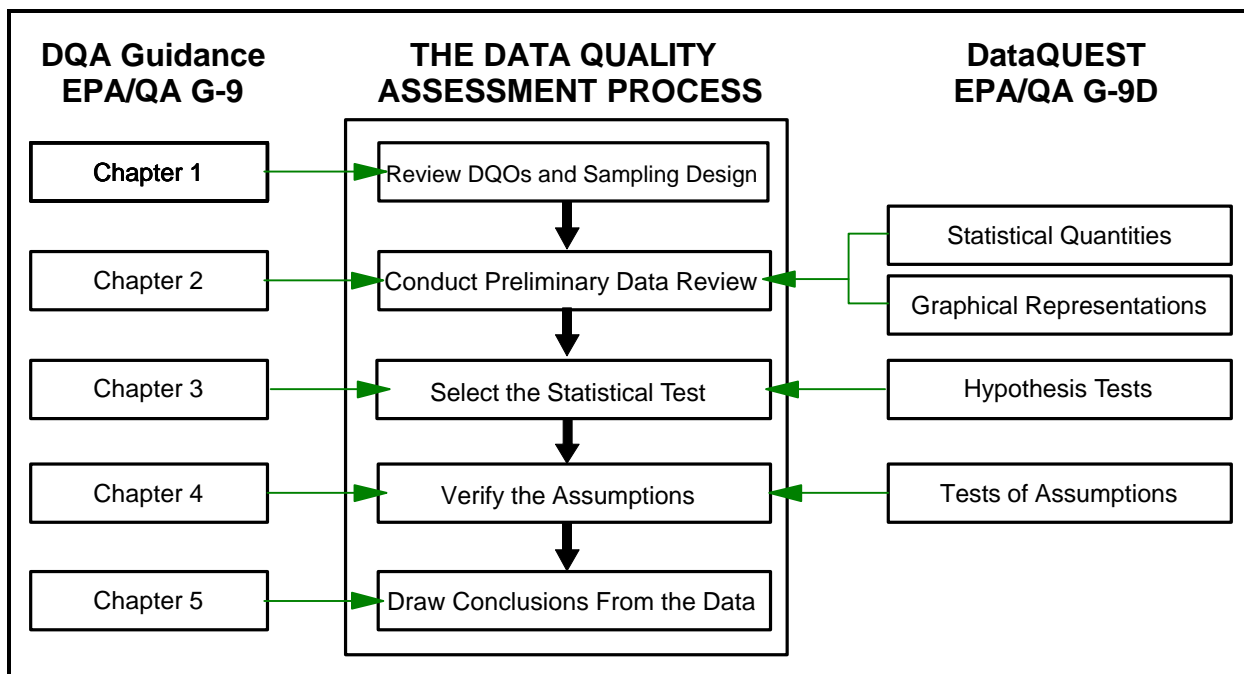 DQA Guidance
EPA/QA G-9
THE DATA QUALITY
ASSESSMENT PROCESS
DataQUEST
EPA/QA G-9D
Chapter 1
Review DQOs and Sampling Design
Statistical Quantities
Chapter 2
Conduct Preliminary Data Review
Graphical Representations
Chapter 3
Select the Statistical Test
Hypothesis Tests
Chapter 4
Verify the Assumptions
Tests of Assumptions
Chapter 5
Draw Conclusions From the Data